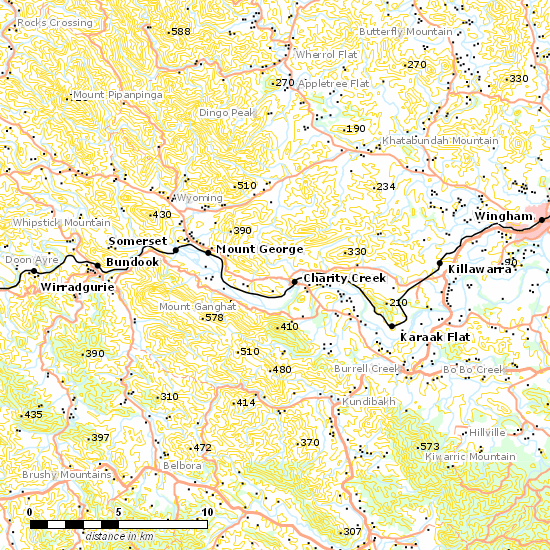 Rocks Crossing
588
Butterfly Mountain
Wherrol Flat
270
330
270
Appletree Flat
Mount Pipanpinga
Dingo Peak
190
Khatabundah Mountain
510
234
Wyoming
430
Wingham
Whipstick Mountain
390
Somerset
Mount George
330
Doon Ayre
Bundook
Killawarra
90
Charity Creek
Wirradgurie
Mount Ganghat
210
578
410
Karaak Flat
390
510
480
Burrell Creek
Bo Bo Creek
310
414
Kundibakh
435
397
370
Hillville
472
573
Kiwarric Mountain
Belbora
Brushy Mountains
0
5
10
distance in km
307